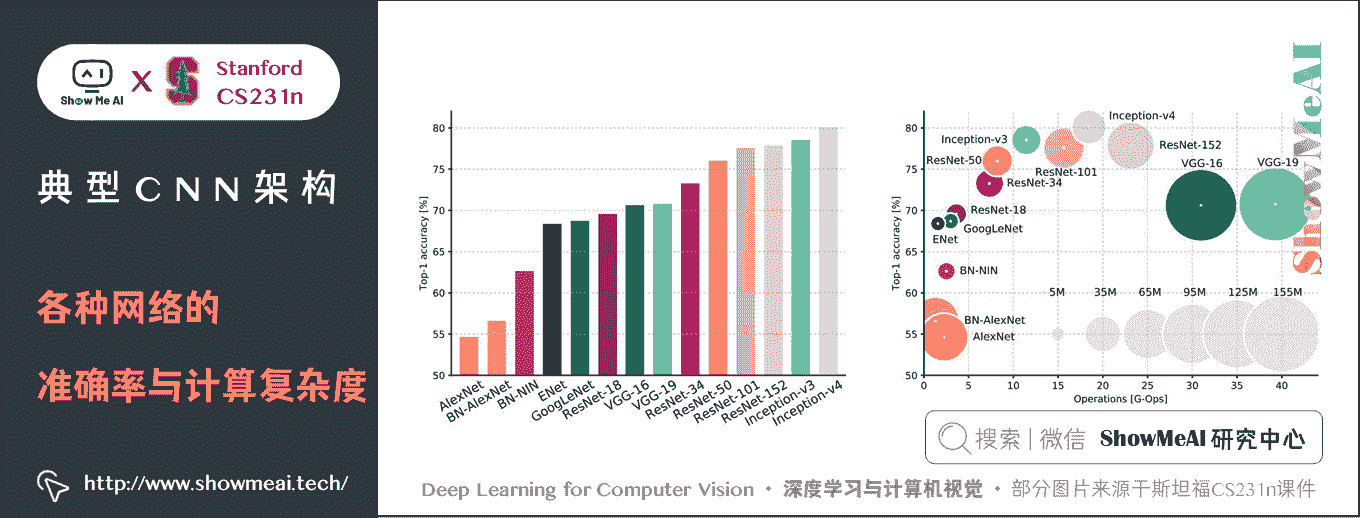 Show Me AI
X
Stanford
CS231n
典型CNN架构
各种网络的
准确率与计算复杂度
http://www.showmeai.tech/
Top-1 accuracy [%]
80
75
70
65
60
55
50
AlexNet
BN-AlexNet
BN-NIN
ENet
GoogLeNet
ResNet-18
VGG-16
VGG-19
ResNet-34
ResNet-50
ResNet-101
ResNet-152
Inception-v3
Inception-v4
Top-1 accuracy [%]
80
75
70
65
60
55
50
Inception-v4
Inception-v3
ResNet-152
ResNet-50
VGG-16
VGG-19
ResNet-101
ResNet-34
ResNet-18
GoogLeNet
ENet
BN-NIN
5M 35M 65M 95M 125M 155M
BN-AlexNet
AlexNet
0 5 10 15 20 25 30 35 40
Operations [G-Ops]
ShowMeAI
搜索 | 微信 ShowMeAI 研究中心
Deep Learning for Computer Vision · 深度学习与计算机视觉 · 部分图片来源于斯坦福CS231n课件